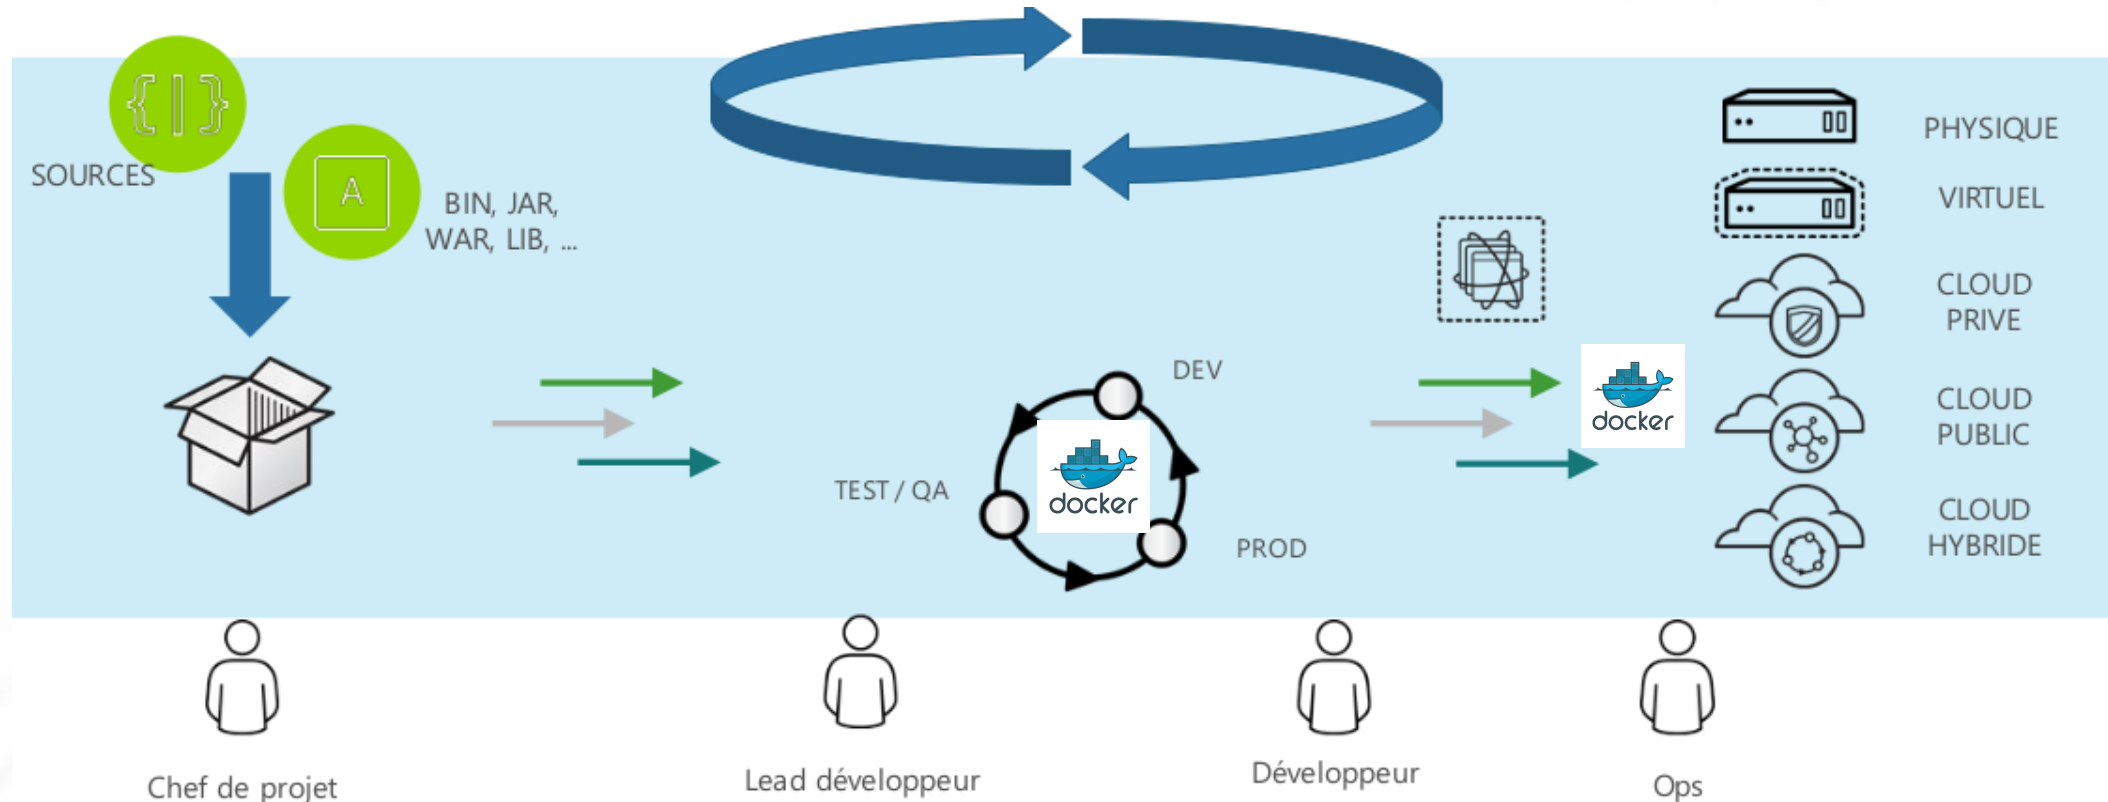 SOURCES
A
BIN, JAR,
WAR, LIB, ...
PHYSIQUE
VIRTUEL
CLOUD
PRIVE
CLOUD
PUBLIC
CLOUD
HYBRIDE
DEV
TEST / QA
PROD
docker
docker
Chef de projet
Lead développeur
Développeur
Ops